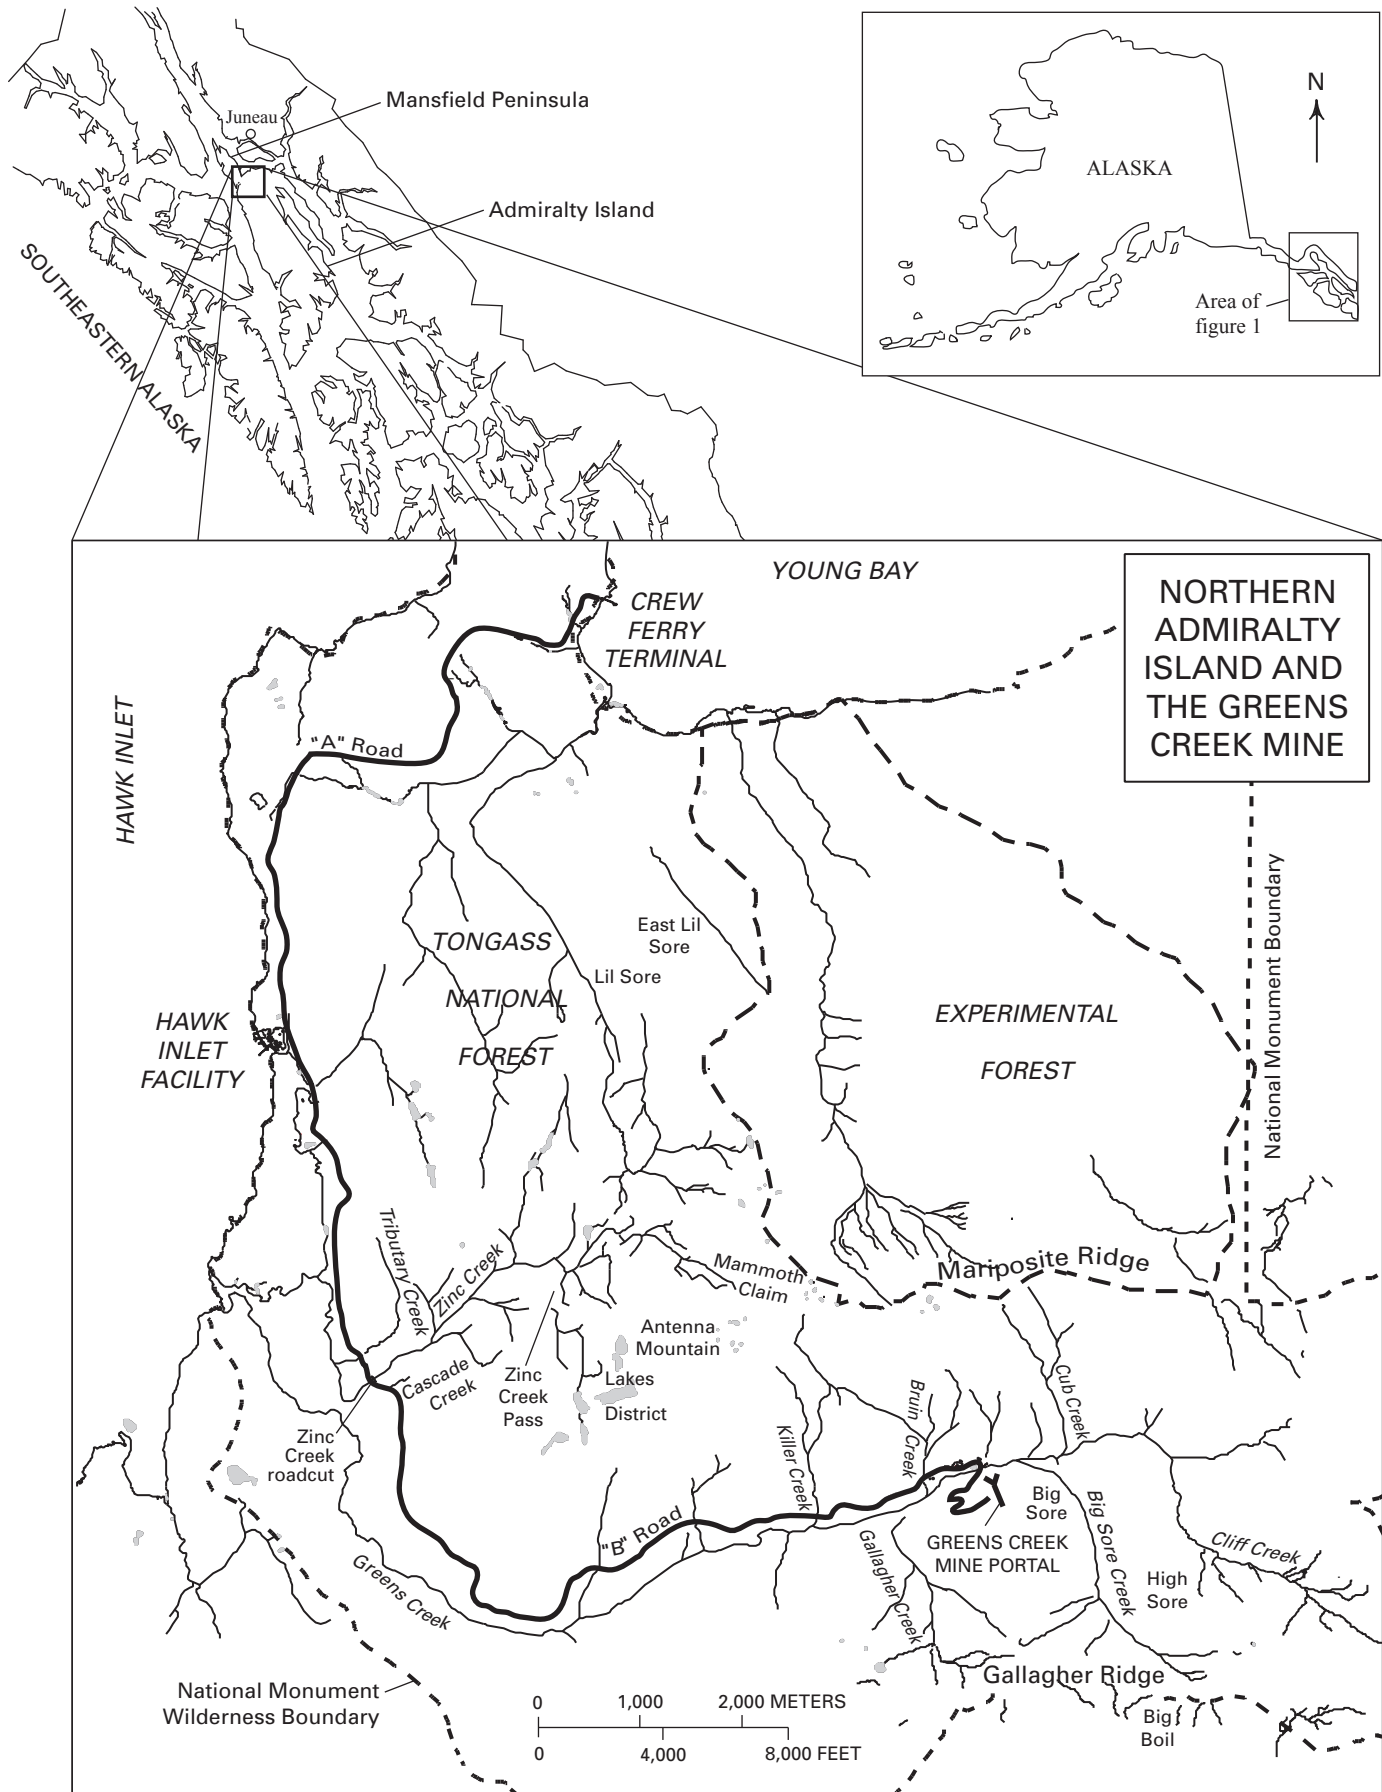 Mansfield Peninsula
Juneau
Admiralty Island
SOUTHEASTERN ALASKA
N
ALASKA
Area of
figure 1
NORTHERN
ADMIRALTY
ISLAND AND
THE GREENS
CREEK MINE
YOUNG BAY
CREW
FERRY
TERMINAL
HAWK INLET
"A" Road
East Lil
Sore
TONGASS
NATIONAL
FOREST
Lil Sore
EXPERIMENTAL
FOREST
National Monument Boundary
HAWK
INLET
FACILITY
Tributary Creek
Zinc Creek
Mammoth
Claim
Mariposite Ridge
Antenna
Mountain
Cascade
Creek
Zinc
Creek
Pass
Lakes
District
Zinc
Creek
roadcut
Killer Creek
Bruin
Creek
Cub Creek
"B" Road
Big
Sore
GREENS CREEK
MINE PORTAL
Big Sore Creek
Cliff Creek
High
Sore
Gallagher Creek
Greens Creek
Gallagher Ridge
Big
Boil
National Monument
Wilderness Boundary
0 1,000 2,000 METERS
0 4,000 8,000 FEET